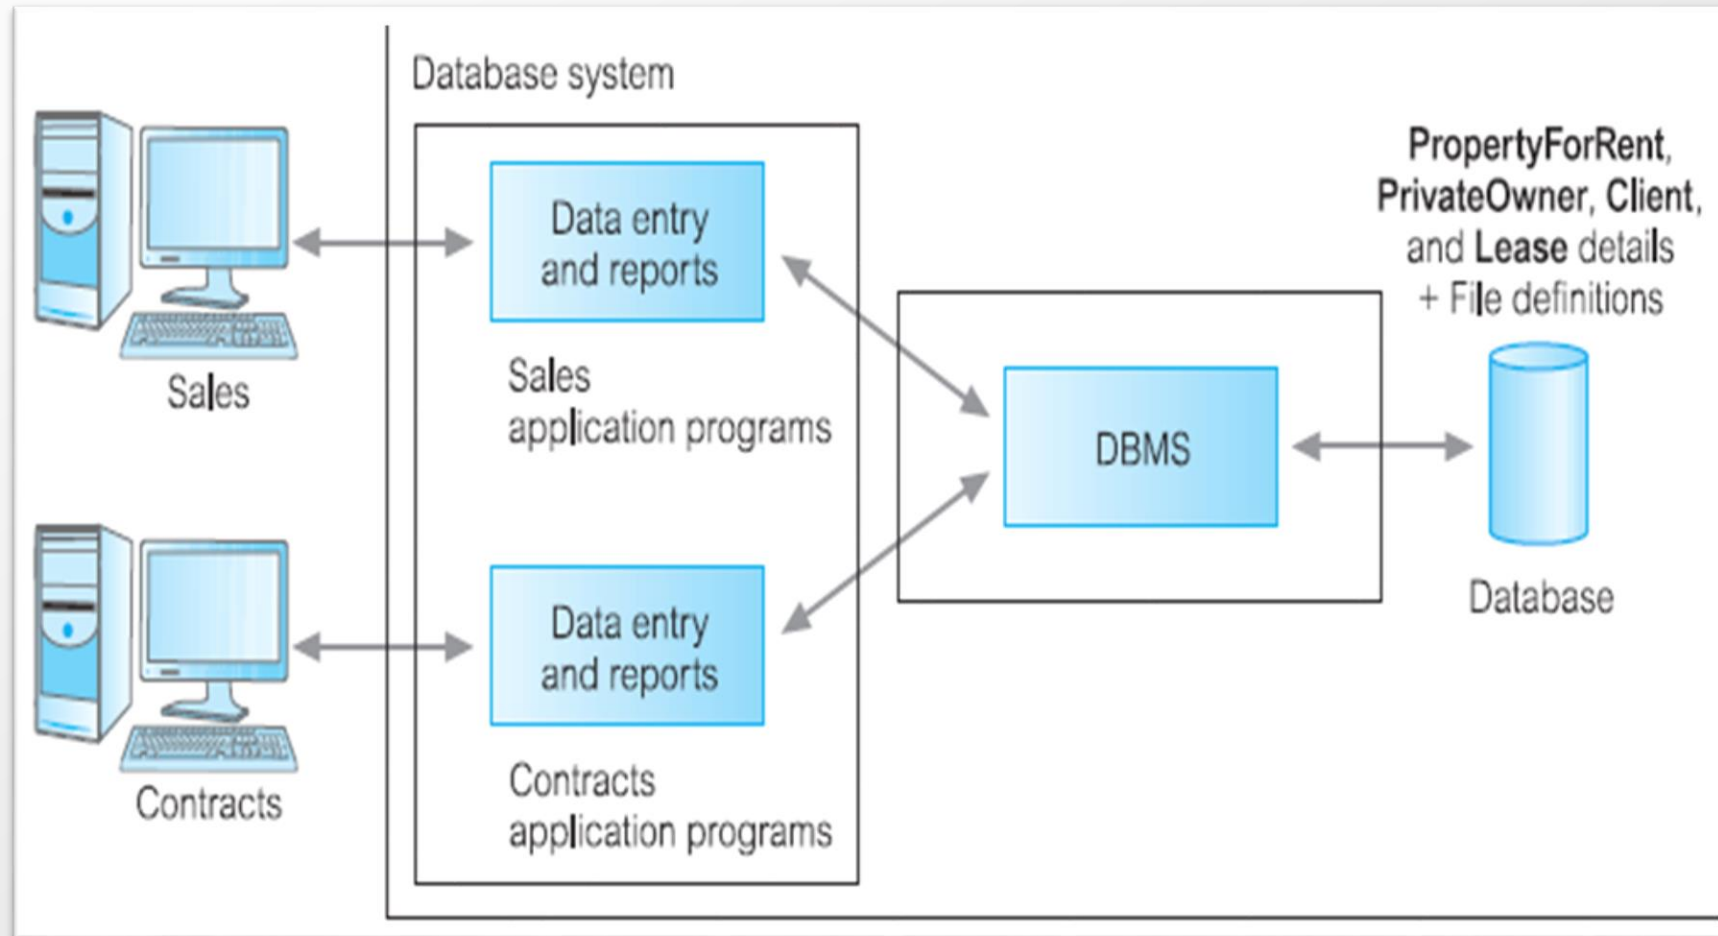 Database system
Sales
Data entry
and reports
Sales
application programs
Contracts
Data entry
and reports
Contracts
application programs
DBMS
PropertyForRent,
PrivateOwner, Client,
and Lease details
+ File definitions
Database